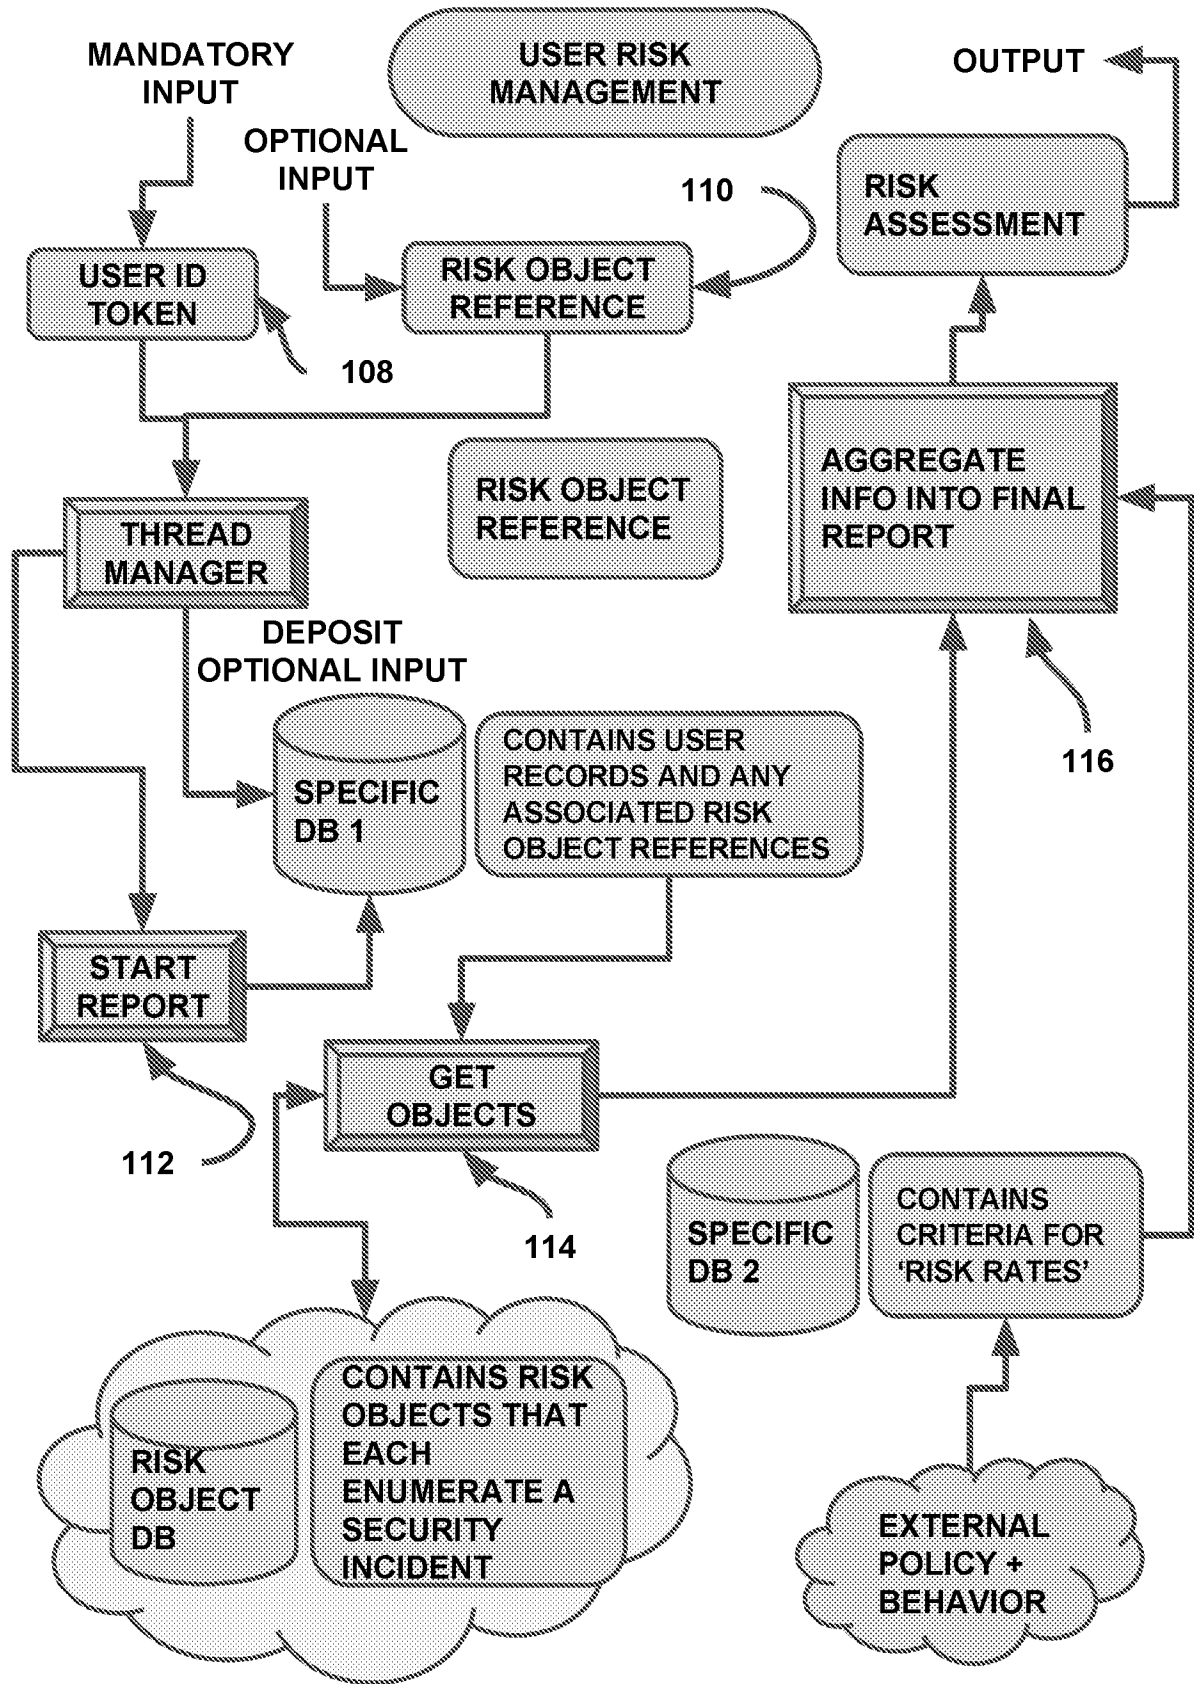 MANDATORY
INPUT
USER RISK
MANAGEMENT
OUTPUT
OPTIONAL
INPUT
110
RISK
ASSESSMENT
USER ID
TOKEN
RISK OBJECT
REFERENCE
108
AGGREGATE
INFO INTO FINAL
REPORT
RISK OBJECT
REFERENCE
THREAD
MANAGER
DEPOSIT
OPTIONAL INPUT
116
SPECIFIC
DB 1
CONTAINS USER
RECORDS AND ANY
ASSOCIATED RISK
OBJECT REFERENCES
START
REPORT
GET
OBJECTS
112
114
SPECIFIC
DB 2
CONTAINS
CRITERIA FOR
‘RISK RATES’
RISK
OBJECT
DB
CONTAINS RISK
OBJECTS THAT
EACH
ENUMERATE A
SECURITY
INCIDENT
EXTERNAL
POLICY +
BEHAVIOR